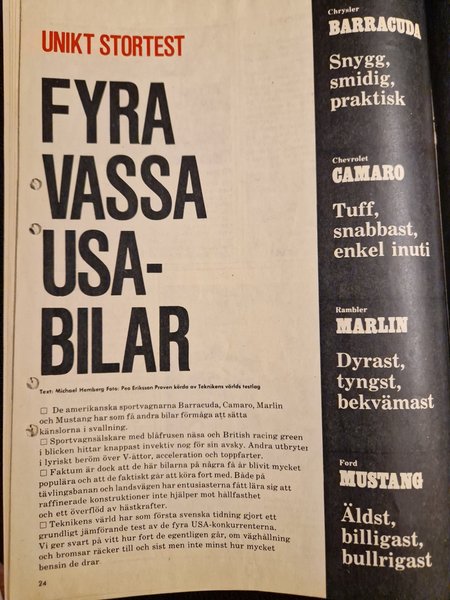 UNIKT STORTEST
FYRA
VASSA
USA-
BILAR
Text: Michael Hernberg Foto: Peo Eriksson Proven körda av Teknikens världs testlag
□ De amerikanska sportvagnarna Barracuda, Camaro, Marlin
och Mustang har som få andra bilar förmåga att sätta
känslorna i svallning.
□ Sportvagnsälskare med blåfrusen näsa och British racing green
i blicken hittar knappast invektiv nog för sin avsky. Andra utbryter
i lyriskt beröm över V-åttor, acceleration och toppfarter.
□ Faktum är dock att de här bilarna på några få år blivit mycket
populära och att de faktiskt går att köra fort med. Både på
tävlingsbanan och landsvägen har entusiasterna fått lära sig att
raffinerade konstruktioner inte hjälper mot hållfasthet
och ett överflöd av hästkrafter.
□ Teknikens värld har som första svenska tidning gjort ett
grundligt jämförande test av de fyra USA-konkurrenterna.
Vi ger svart på vitt hur fort de egentligen går, om väghållning
och bromsar räcker till och sist men inte minst hur mycket
bensin de drar
24
Chrysler
BARRACUDA
Snygg,
smidig,
praktisk
Chevrolet
CAMARO
Tuff,
snabbast,
enkel inuti
Rambler
MARLIN
Dyrast,
tyngst,
bekvämast
Ford
MUSTANG
Äldst,
billigast,
bullrigast